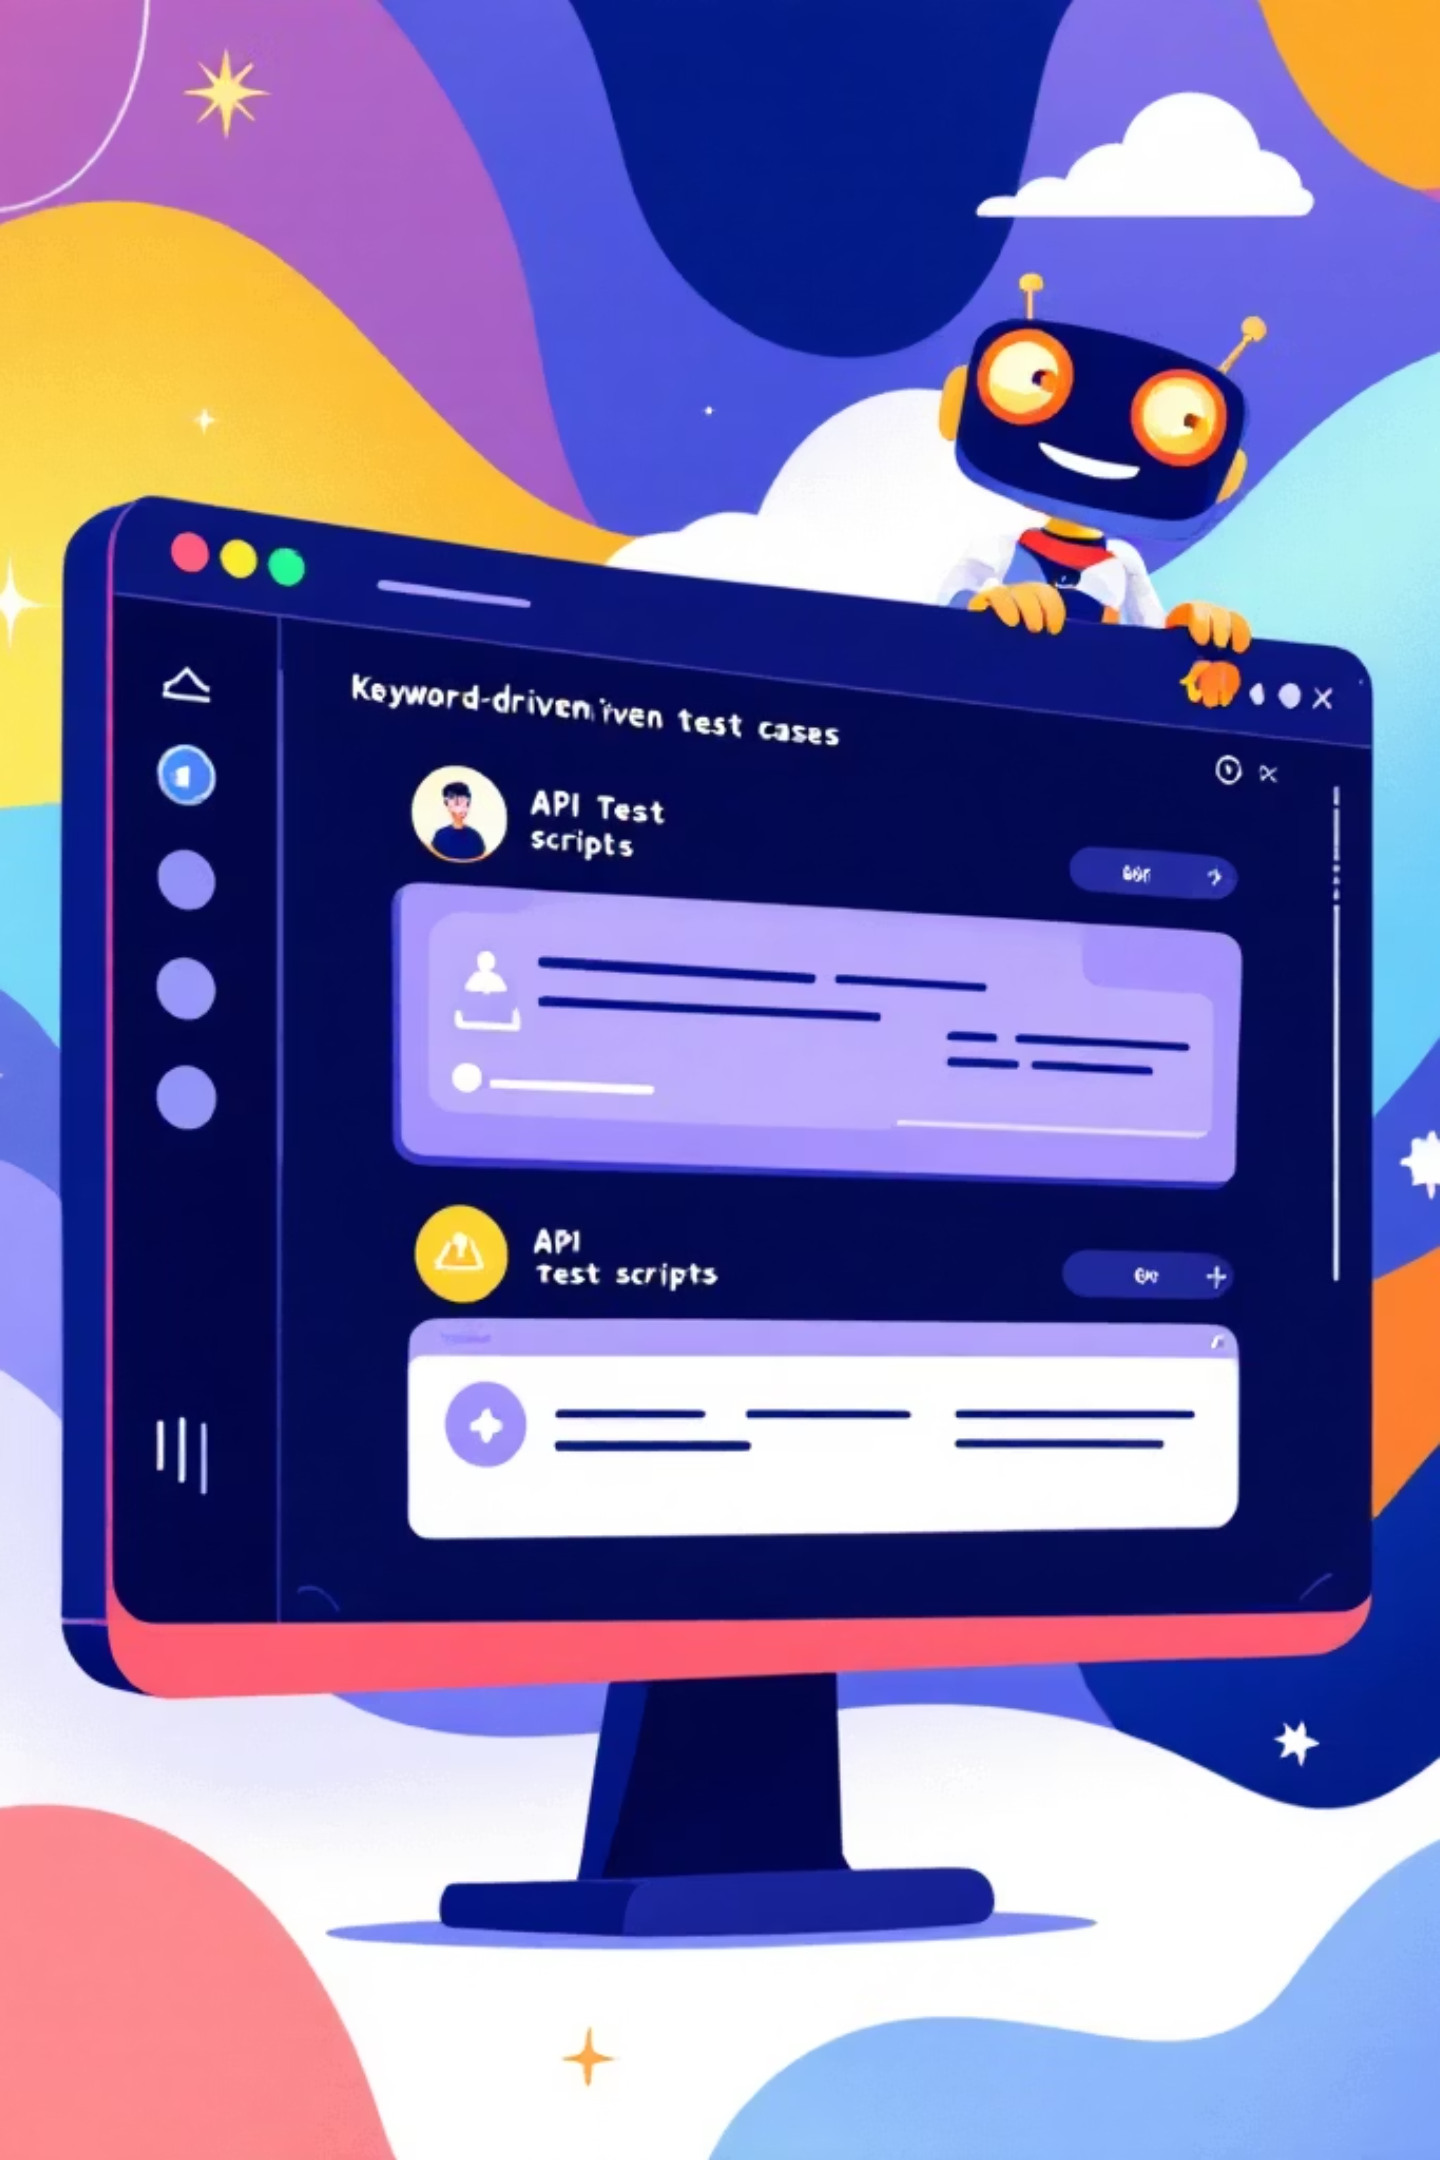 Keyword-driven iven test cases
API Test
scripts
API
Test scripts